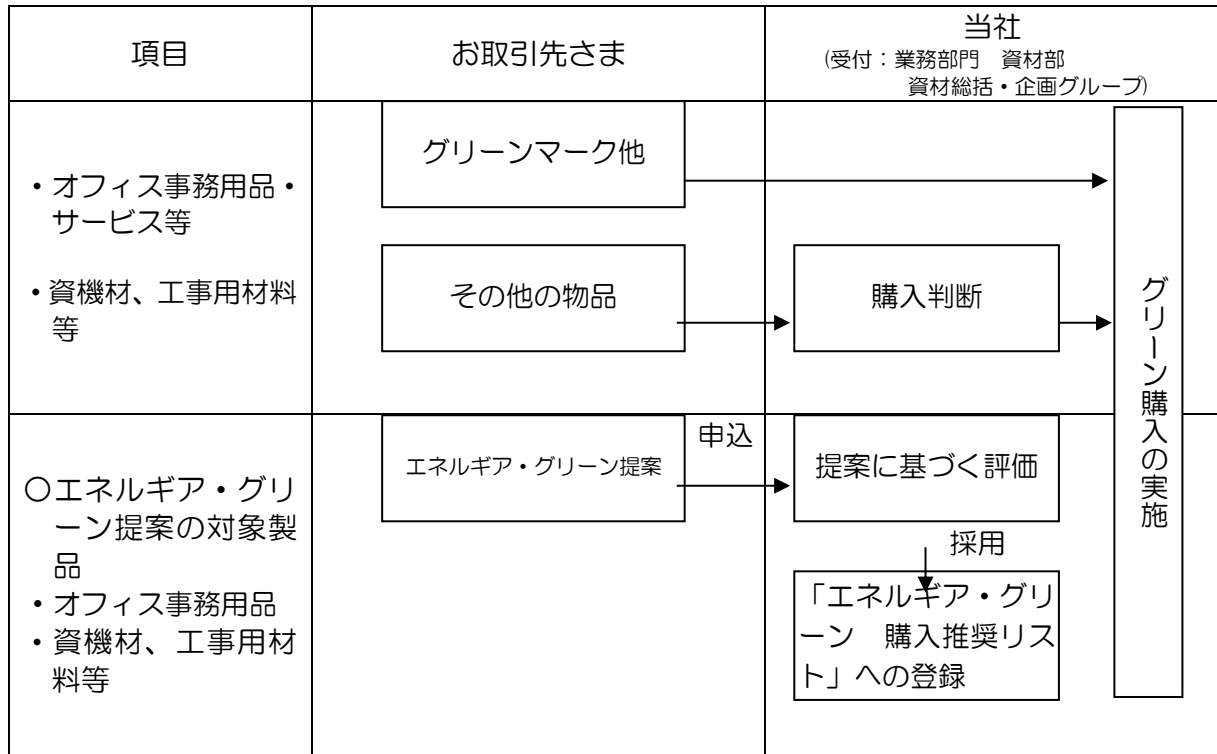 項目
お取引先さま
当社
(受付：業務部門　資材部
資材総括・企画グループ)
・オフィス事務用品・
サービス等
・資機材、工事用材料
等
グリーンマーク他
その他の物品
購入判断
グリーン購入の実施
〇エネルギア・グリ
ーン提案の対象製
品
・オフィス事務用品
・資機材、工事用材
料等
エネルギア・グリーン提案
申込
提案に基づく評価
採用
「エネルギア・グリ
ーン　購入推奨リス
ト」への登録